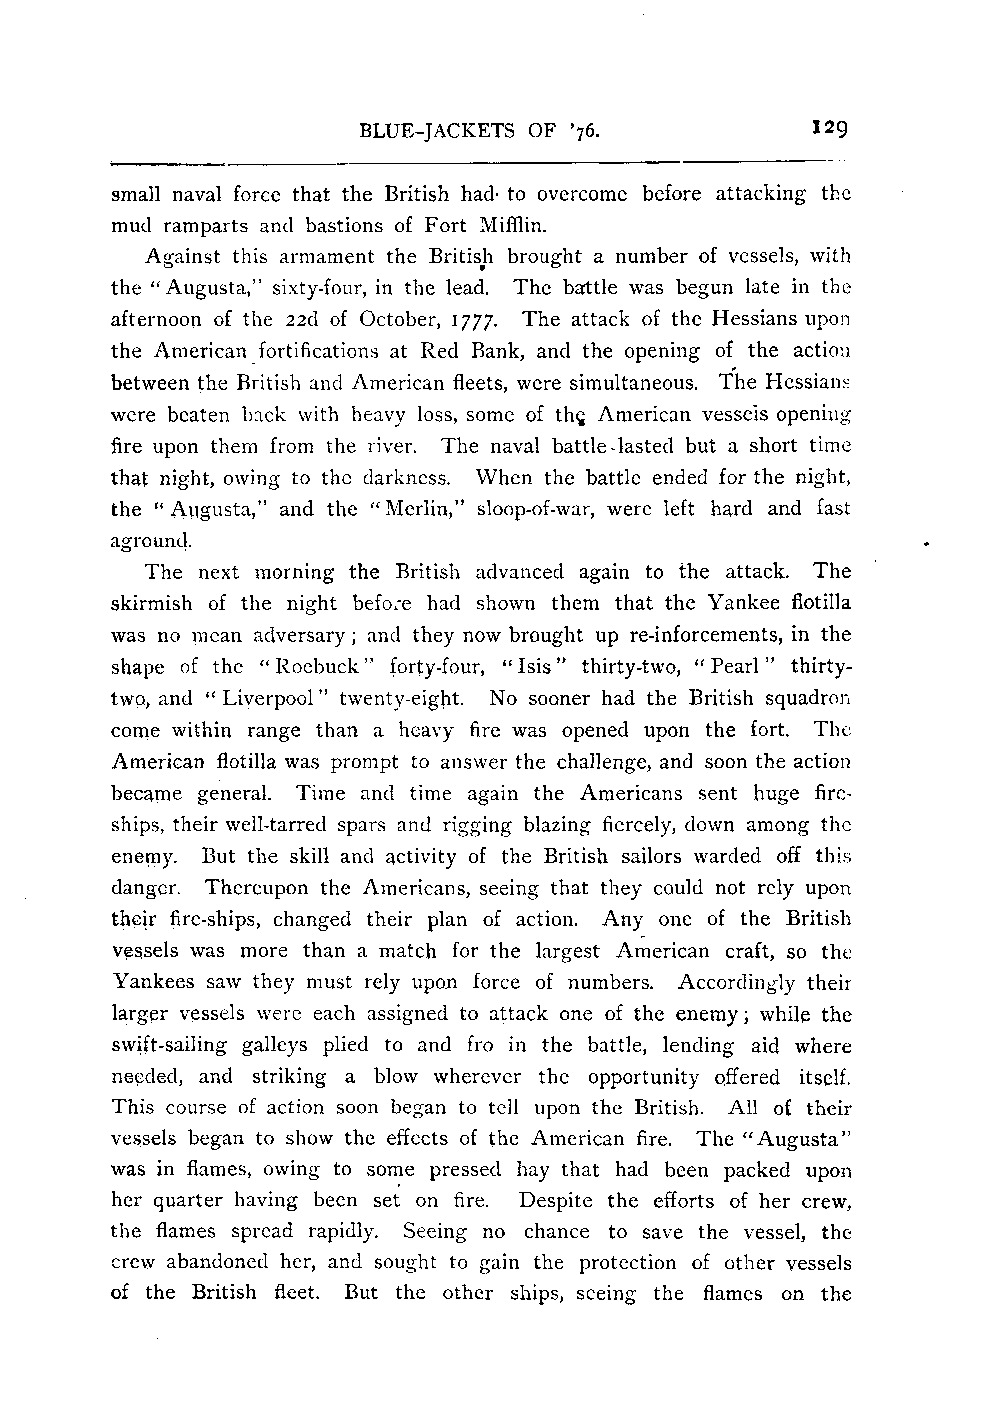 BLUE-JACKETS OF '76. 129
small naval force that the British had to overcome before attacking the
mud ramparts and bastions of Fort Mifflin.
Against this armament the British brought a number of vessels, with
the "Augusta," sixty-four, in the lead. The battle was begun late in the
afternoon of the 22d of October, 1777. The attack of the Hessians upon
the American fortifications at Red Bank, and the opening of the action
between the British and American fleets, were simultaneous. The Hessians
were beaten back with heavy loss, some of the American vessels opening
fire upon them from the river. The naval battle lasted but a short time
that night, owing to the darkness. When the battle ended for the night,
the "Augusta," and the "Merlin," sloop-of-war, were left hard and fast
aground.
The next morning the British advanced again to the attack. The
skirmish of the night before had shown them that the Yankee flotilla
was no mean adversary; and they now brought up re-inforcements, in the
shape of the "Roebuck" forty-four, "Isis" thirty-two, "Pearl" thirty-
two, and "Liverpool" twenty-eight. No sooner had the British squadron
come within range than a heavy fire was opened upon the fort. The
American flotilla was prompt to answer the challenge, and soon the action
became general. Time and time again the Americans sent huge fire-
ships, their well-tarred spars and rigging blazing fiercely, down among the
enemy. But the skill and activity of the British sailors warded off this
danger. Thereupon the Americans, seeing that they could not rely upon
their fire-ships, changed their plan of action. Any one of the British
vessels was more than a match for the largest American craft, so the
Yankees saw they must rely upon force of numbers. Accordingly their
larger vessels were each assigned to attack one of the enemy; while the
swift-sailing galleys plied to and fro in the battle, lending aid where
needed, and striking a blow wherever the opportunity offered itself.
This course of action soon began to tell upon the British. All of their
vessels began to show the effects of the American fire. The "Augusta"
was in flames, owing to some pressed hay that had been packed upon
her quarter having been set on fire. Despite the efforts of her crew,
the flames spread rapidly. Seeing no chance to save the vessel, the
crew abandoned her, and sought to gain the protection of other vessels
of the British fleet. But the other ships, seeing the flames on the